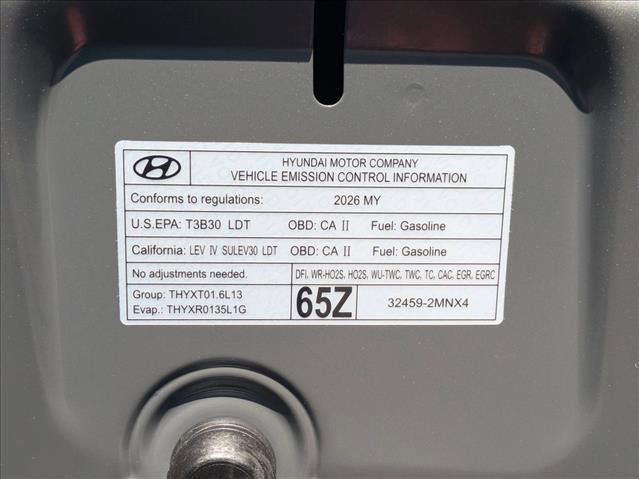 HYUNDAI MOTOR COMPANY
VEHICLE EMISSION CONTROL INFORMATION
Conforms to regulations: 2026 MY
U.S.EPA: T3B30 LDT OBD: CA II Fuel: Gasoline
California: LEV IV SULEV30 LDT OBD: CA II Fuel: Gasoline
No adjustments needed. DFI, WR-HO2S, HO2S, WU-TWC, TWC, TC, CAC, EGR, EGRC
Group: THYXT01.6L13
Evap.: THYXR0135L1G
65Z
32459-2MNX4